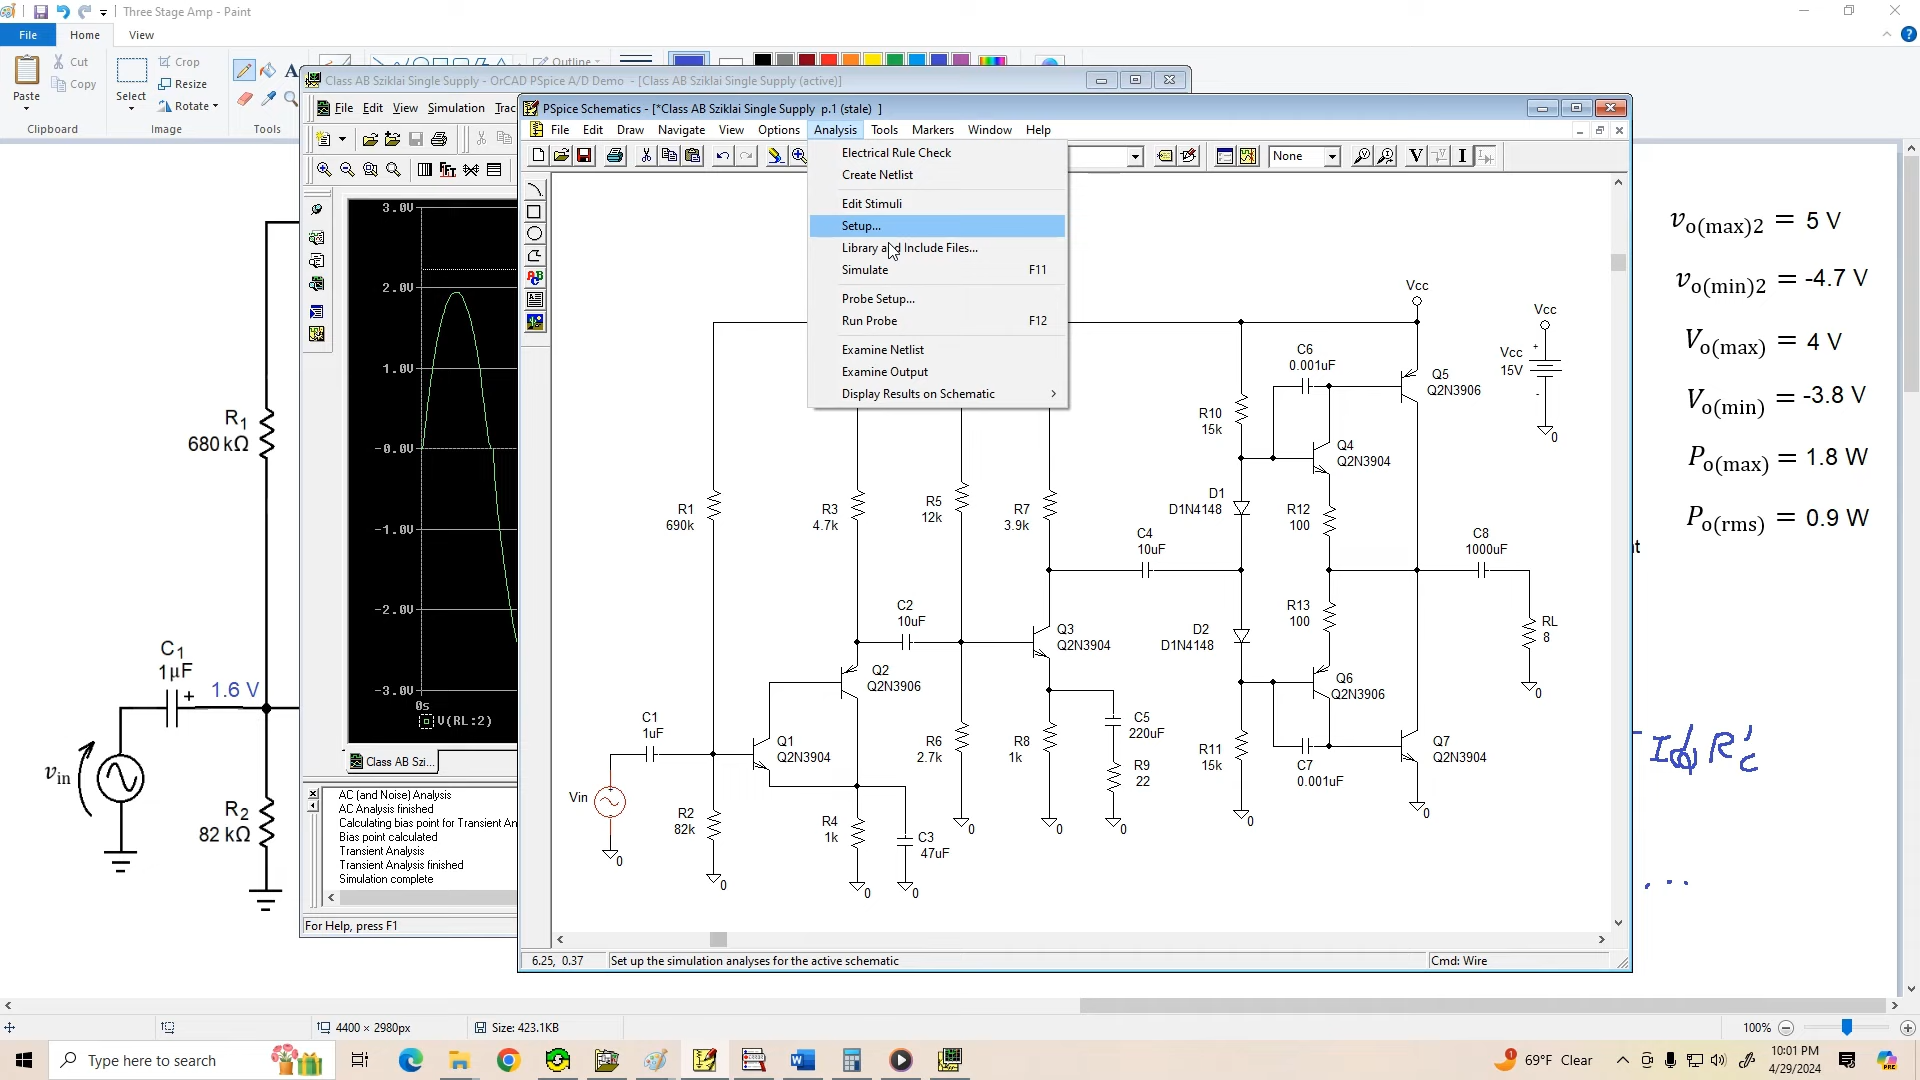 Three Stage Amp - Paint
File Home View
Paste
Cut
Copy
Clipboard
Select
Crop
Resize
Rotate
Image
Tools
Outline
Class AB Sziklai Single Supply - OrCAD PSpice A/D Demo - [Class AB Sziklai Single Supply (active)]
File Edit View Simulation Trac
3.0V
2.0V
1.0V
-0.0V
-1.0V
-2.0V
-3.0V
0s
V(RL:2)
Class AB Szi...
AC (and Noise) Analysis
AC Analysis finished
Calculating bias point for Transient An
Bias point calculated
Transient Analysis
Transient Analysis finished
Simulation complete
For Help, press F1
PSpice Schematics - [*Class AB Sziklai Single Supply p.1 (stale) ]
File Edit Draw Navigate View Options Analysis Tools Markers Window Help
None
V
I
Electrical Rule Check
Create Netlist
Edit Stimuli
Setup...
Library and Include Files...
Simulate F11
Probe Setup...
Run Probe F12
Examine Netlist
Examine Output
Display Results on Schematic
Vcc
Vcc
Vcc
15V
+
-
0
C6
0.001uF
Q5
Q2N3906
R10
15k
Q4
Q2N3904
D1
D1N4148
R12
100
R1
690k
R3
4.7k
R5
12k
R7
3.9k
C4
10uF
C8
1000uF
C2
10uF
Q3
Q2N3904
D2
D1N4148
R13
100
RL
8
0
Q2
Q2N3906
Q6
Q2N3906
C1
1uF
Q1
Q2N3904
R6
2.7k
R8
1k
C5
220uF
R9
22
R11
15k
C7
0.001uF
Q7
Q2N3904
Vin
R2
82k
R4
1k
C3
47uF
0
0
0
0
0
0
0
0
0
6.25, 0.37 Set up the simulation analyses for the active schematic Cmd: Wire
R1
680 kΩ
C1
1μF
+
1.6 V
vin
R2
82 kΩ
vo(max)2 = 5 V
vo(min)2 = -4.7 V
Vo(max) = 4 V
Vo(min) = -3.8 V
Po(max) = 1.8 W
Po(rms) = 0.9 W
t
...
4400 × 2980px Size: 423.1KB 100%
Type here to search
69°F Clear
10:01 PM
4/29/2024